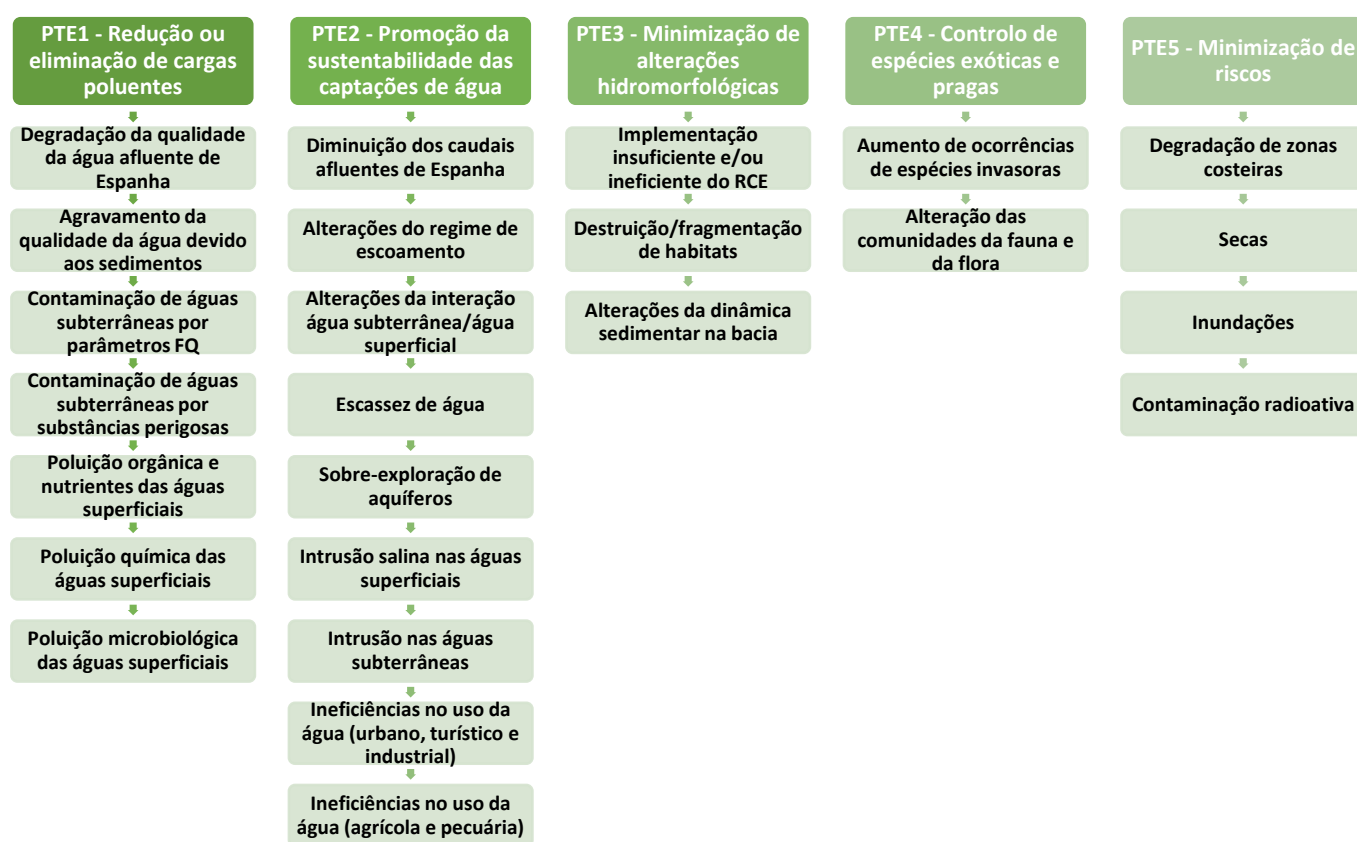 PTE1 - Redução ou
eliminação de cargas
poluentes
Degradação da qualidade
da água afluente de
Espanha
Agravamento da
qualidade da água devido
aos sedimentos
Contaminação de águas
subterrâneas por
parâmetros FQ
Contaminação de águas
subterrâneas por
substâncias perigosas
Poluição orgânica e
nutrientes das águas
superficiais
Poluição química das
águas superficiais
Poluição microbiológica
das águas superficiais
PTE2 - Promoção da
sustentabilidade das
captações de água
Diminuição dos caudais
afluentes de Espanha
Alterações do regime de
escoamento
Alterações da interação
água subterrânea/água
superficial
Escassez de água
Sobre-exploração de
aquíferos
Intrusão salina nas águas
superficiais
Intrusão nas águas
subterrâneas
Ineficiências no uso da
água (urbano, turístico e
industrial)
Ineficiências no uso da
água (agrícola e pecuária)
PTE3 - Minimização de
alterações
hidromorfológicas
Implementação
insuficiente e/ou
ineficiente do RCE
Destruição/fragmentação
de habitats
Alterações da dinâmica
sedimentar na bacia
PTE4 - Controlo de
espécies exóticas e
pragas
Aumento de ocorrências
de espécies invasoras
Alteração das
comunidades da fauna e
da flora
PTE5 - Minimização de
riscos
Degradação de zonas
costeiras
Secas
Inundações
Contaminação radioativa